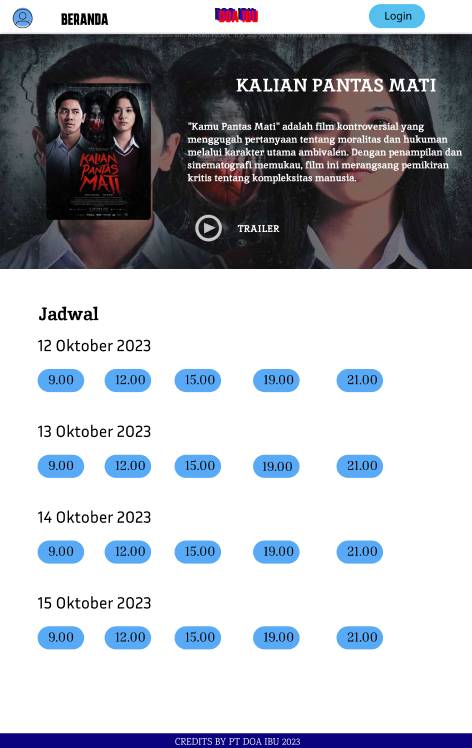 BERANDA
DOA IBU
Login
KALIAN PANTAS MATI
"Kamu Pantas Mati" adalah film kontroversial yang
menggugah pertanyaan tentang moralitas dan hukuman
melalui karakter utama ambivalen. Dengan penampilan dan
sinematografi memukau, film ini merangsang pemikiran
kritis tentang kompleksitas manusia.
KALIAN
PANTAS
MATI
TRAILER
Jadwal
12 Oktober 2023
9.00 12.00 15.00 19.00 21.00
13 Oktober 2023
9.00 12.00 15.00 19.00 21.00
14 Oktober 2023
9.00 12.00 15.00 19.00 21.00
15 Oktober 2023
9.00 12.00 15.00 19.00 21.00
CREDITS BY PT DOA IBU 2023